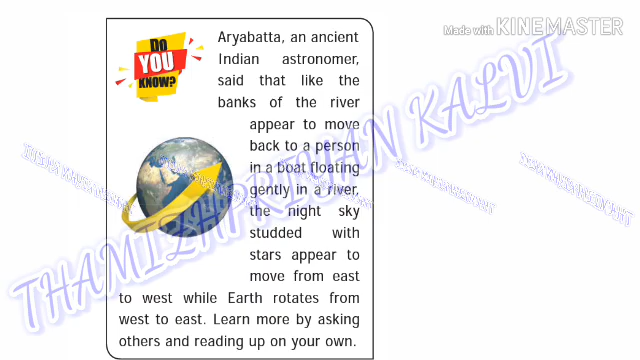 Made with KINEMASTER
Do
YOU
KNOW?
Aryabatta, an ancient
Indian astronomer,
said that like the
banks of the river
appear to move
back to a person
in a boat floating
gently in a river,
the night sky
studded with
stars appear to
move from east
to west while Earth rotates from
west to east. Learn more by asking
others and reading up on your own.
THAMIZHPRIYAN KALVI